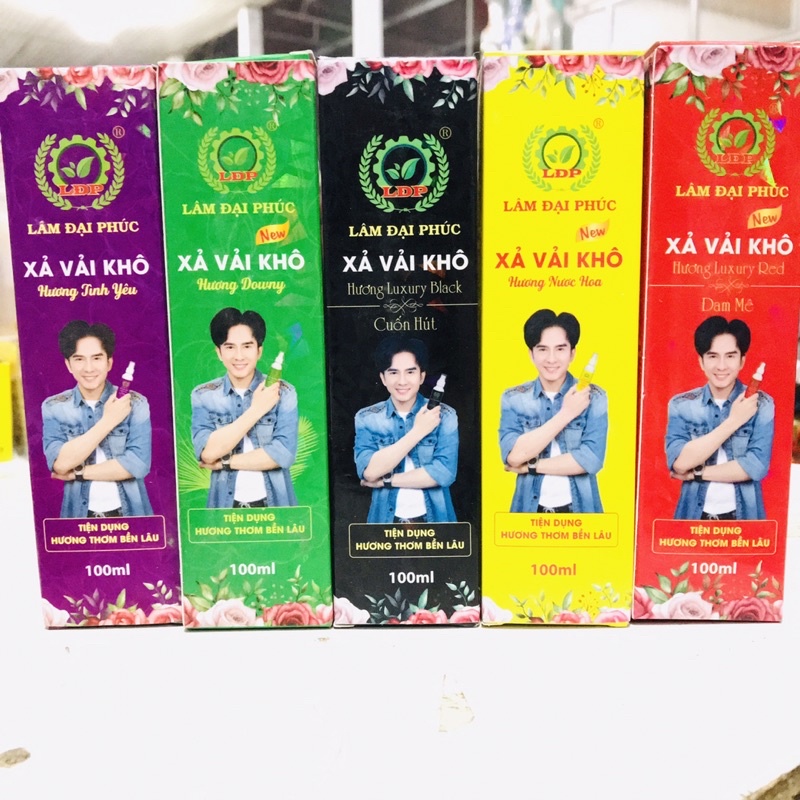 ®
LDP
LÂM ĐẠI PHÚC
XẢ VẢI KHÔ
Hương Tình Yêu
TIỆN DỤNG
HƯƠNG THƠM BỀN LÂU
100ml
®
LDP
LÂM ĐẠI PHÚC
New
XẢ VẢI KHÔ
Hương Downy
TIỆN DỤNG
HƯƠNG THƠM BỀN LÂU
100ml
®
LDP
LÂM ĐẠI PHÚC
XẢ VẢI KHÔ
Hương Luxury Black
Cuốn Hút
TIỆN DỤNG
HƯƠNG THƠM BỀN LÂU
100ml
®
LDP
LÂM ĐẠI PHÚC
New
XẢ VẢI KHÔ
Hương Nước Hoa
TIỆN DỤNG
HƯƠNG THƠM BỀN LÂU
100ml
LDP
LÂM ĐẠI PHÚC
New
XẢ VẢI KHÔ
Hương Luxury Red
Đam Mê
TIỆN DỤNG
HƯƠNG THƠM BỀN LÂU
100ml